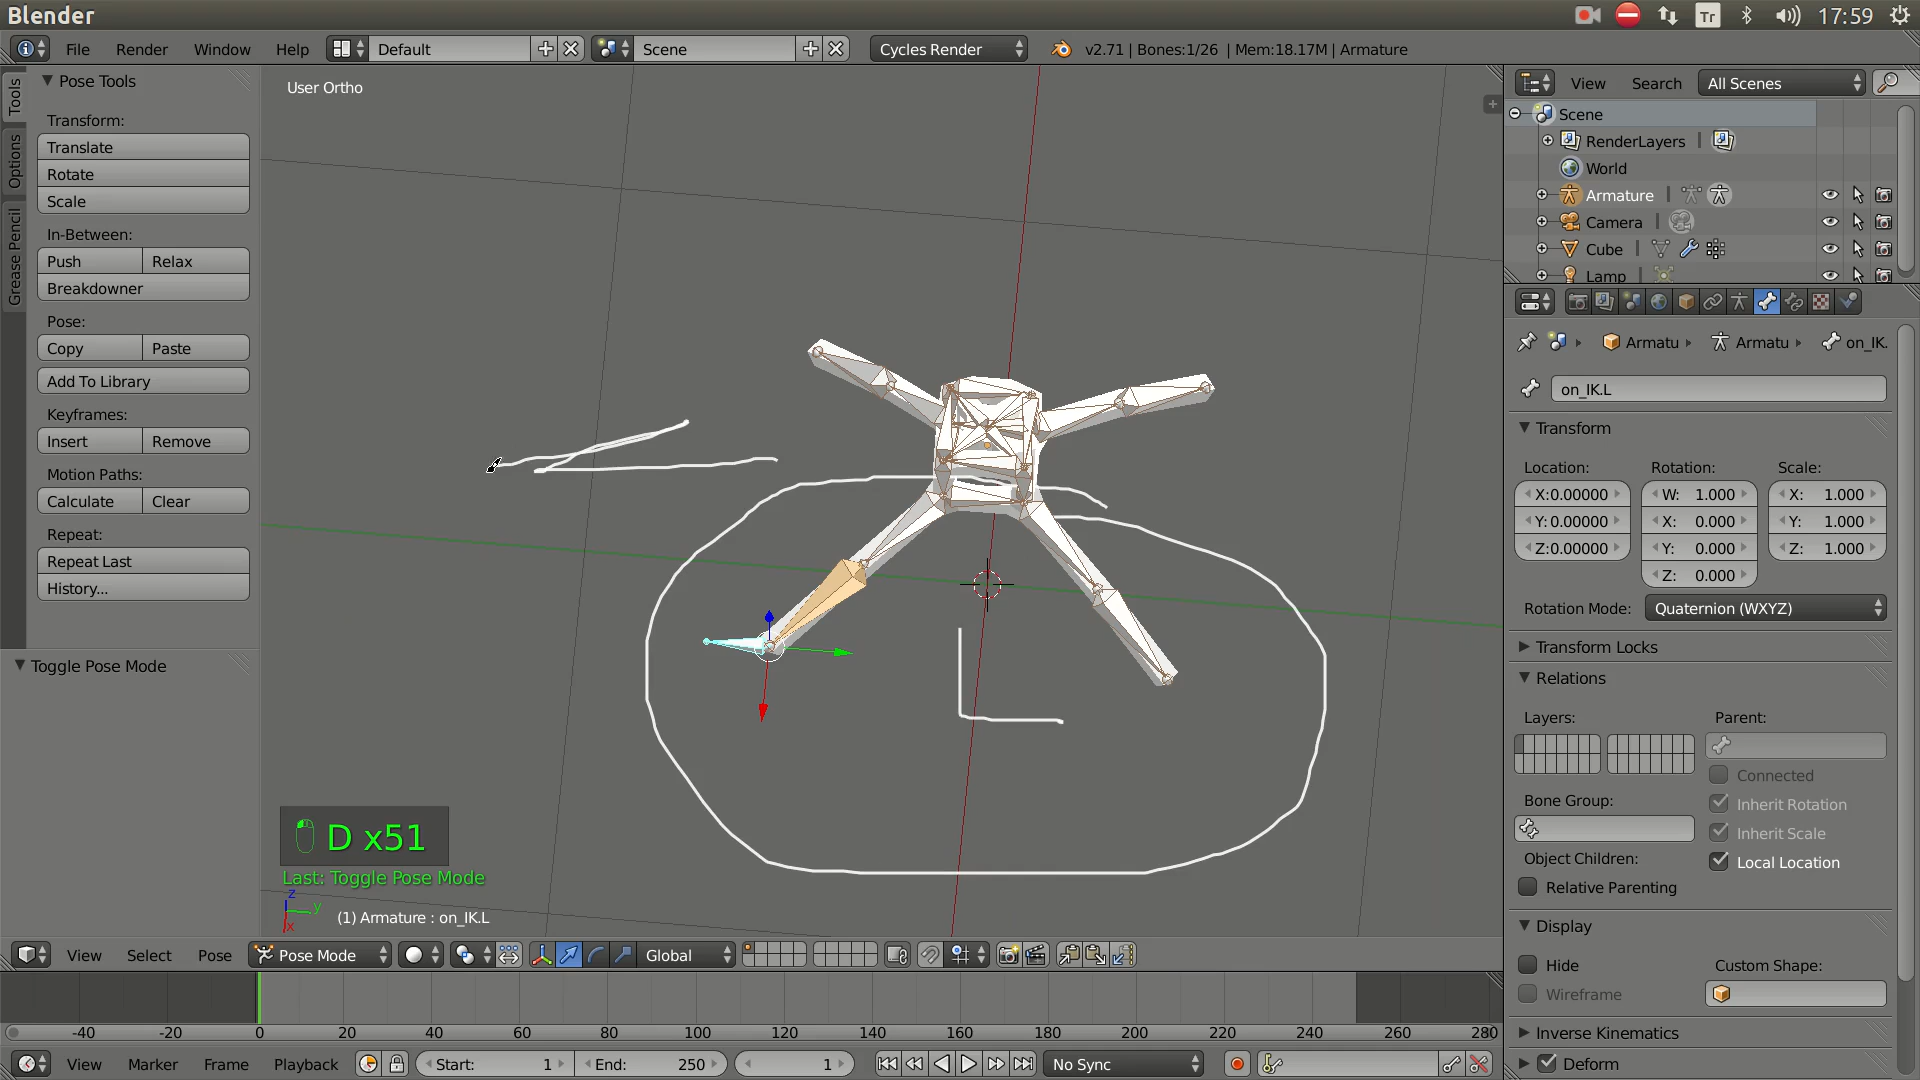 Blender
Tr
17:59
File Render Window Help Default Scene Cycles Render v2.71 | Bones:1/26 | Mem:18.17M | Armature
Tools
Options
Grease Pencil
Pose Tools
Transform:
Translate
Rotate
Scale
In-Between:
Push Relax
Breakdowner
Pose:
Copy Paste
Add To Library
Keyframes:
Insert Remove
Motion Paths:
Calculate Clear
Repeat:
Repeat Last
History...
Toggle Pose Mode
User Ortho
L
D x51
Last: Toggle Pose Mode
z
y
x
(1) Armature : on_IK.L
View Select Pose Pose Mode Global
-40 -20 0 20 40 60 80 100 120 140 160 180 200 220 240 260 280
View Marker Frame Playback Start: 1 End: 250 1 No Sync
View Search All Scenes
Scene
RenderLayers
World
Armature
Camera
Cube
Lamp
Armatu Armatu on_IK.
on_IK.L
Transform
Location: Rotation: Scale:
X:0.00000 W: 1.000 X: 1.000
Y:0.00000 X: 0.000 Y: 1.000
Z:0.00000 Y: 0.000 Z: 1.000
Z: 0.000
Rotation Mode: Quaternion (WXYZ)
Transform Locks
Relations
Layers: Parent:
Connected
Bone Group: Inherit Rotation
Inherit Scale
Object Children: Local Location
Relative Parenting
Display
Hide Custom Shape:
Wireframe
Inverse Kinematics
Deform